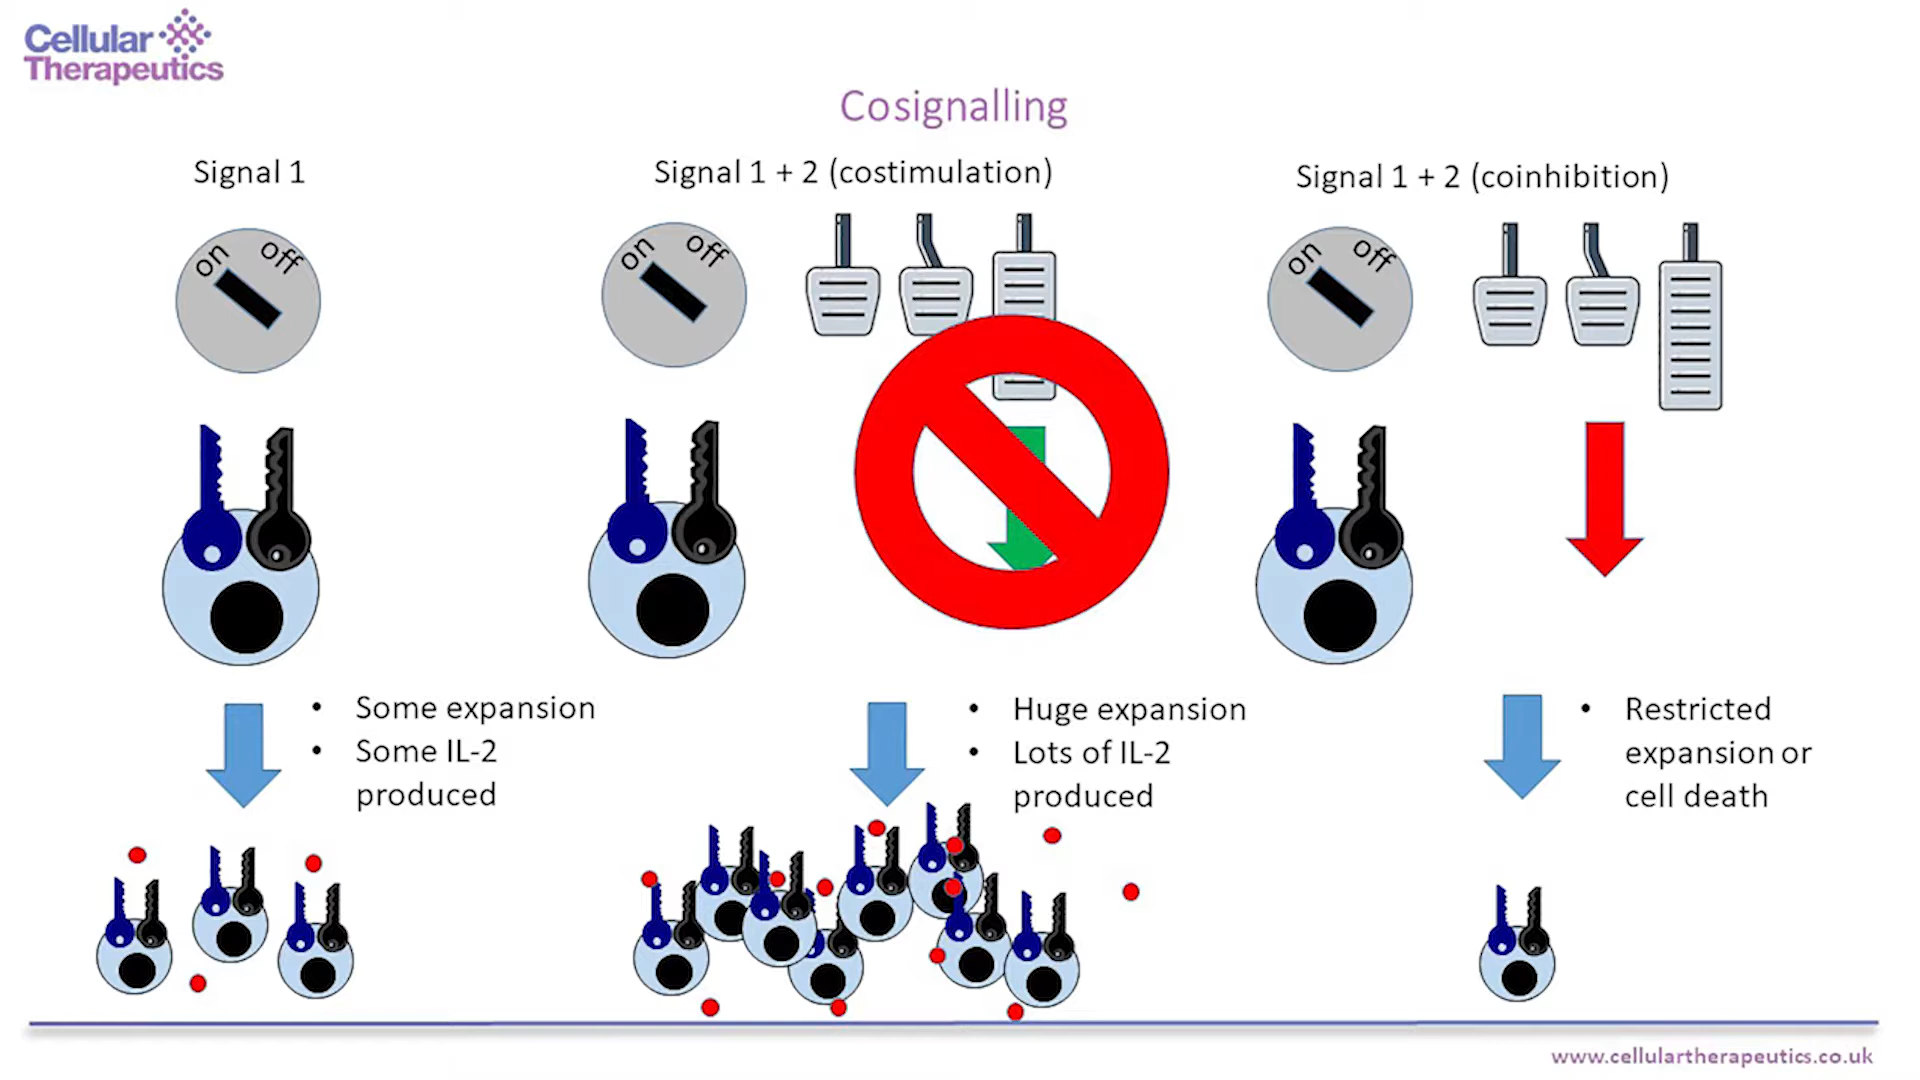 Cellular
Therapeutics
Cosignalling
Signal 1
on off
• Some expansion
• Some IL-2
produced
Signal 1 + 2 (costimulation)
on off
• Huge expansion
• Lots of IL-2
produced
Signal 1 + 2 (coinhibition)
on off
• Restricted
expansion or
cell death
www.cellulartherapeutics.co.uk